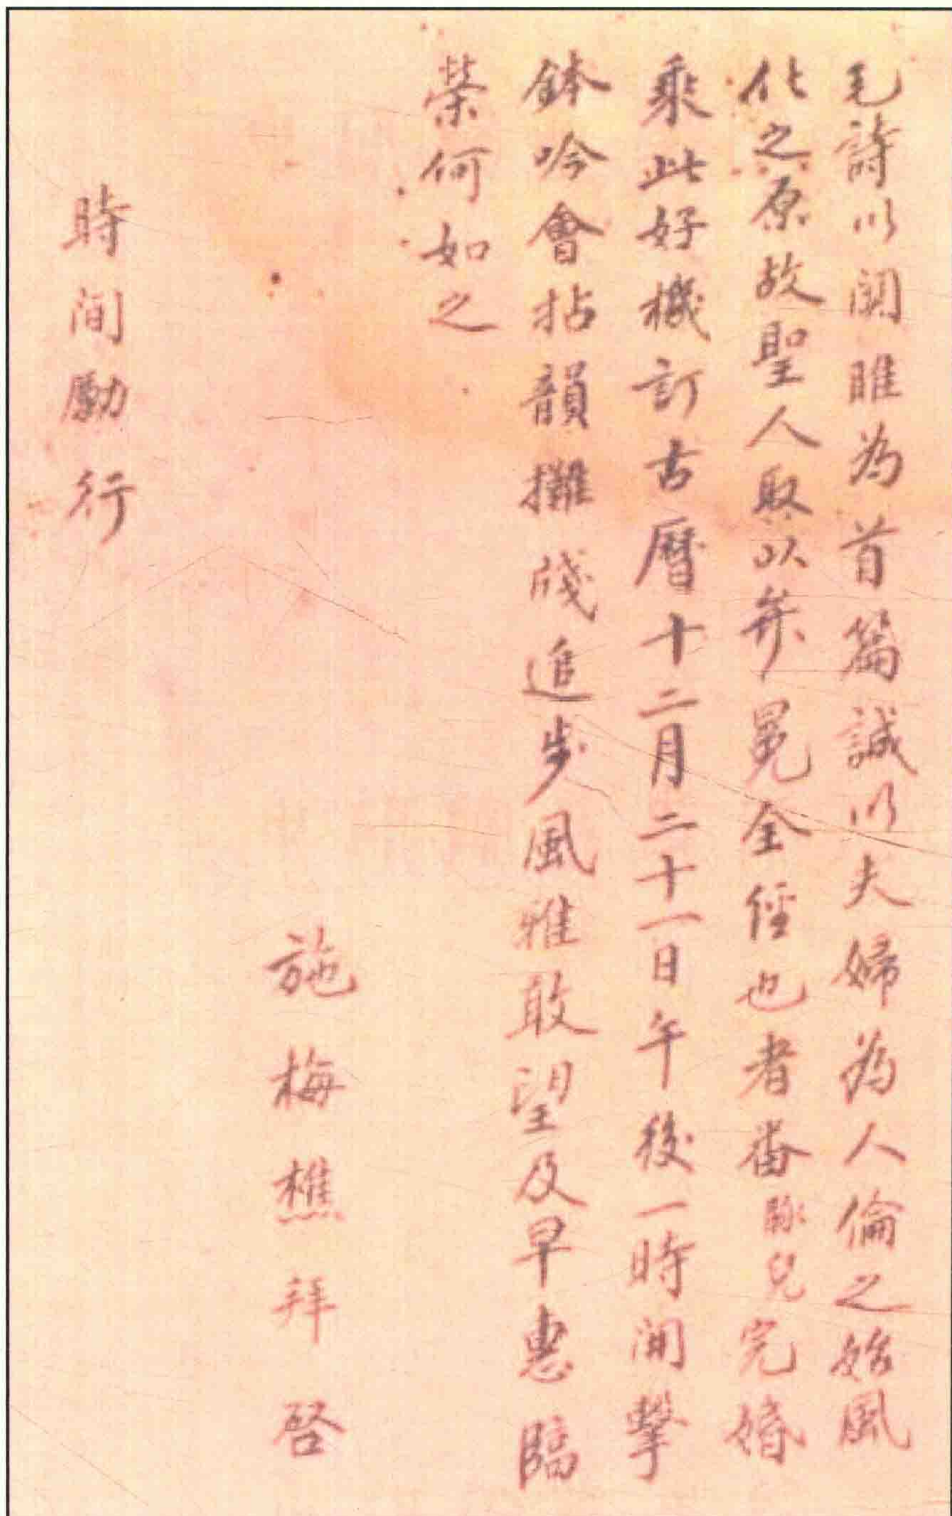 毛詩以関雎為首篇誠以夫婦為人倫之始風
化之原故聖人取以弁冕全經也者番豚兒完婚
乘此好機訂古曆十二月二十一日午後一時開擊
鉢吟會拈韻攤牋追步風雅敢望及早惠臨
榮何如之
施梅樵拜啓
時間勵行